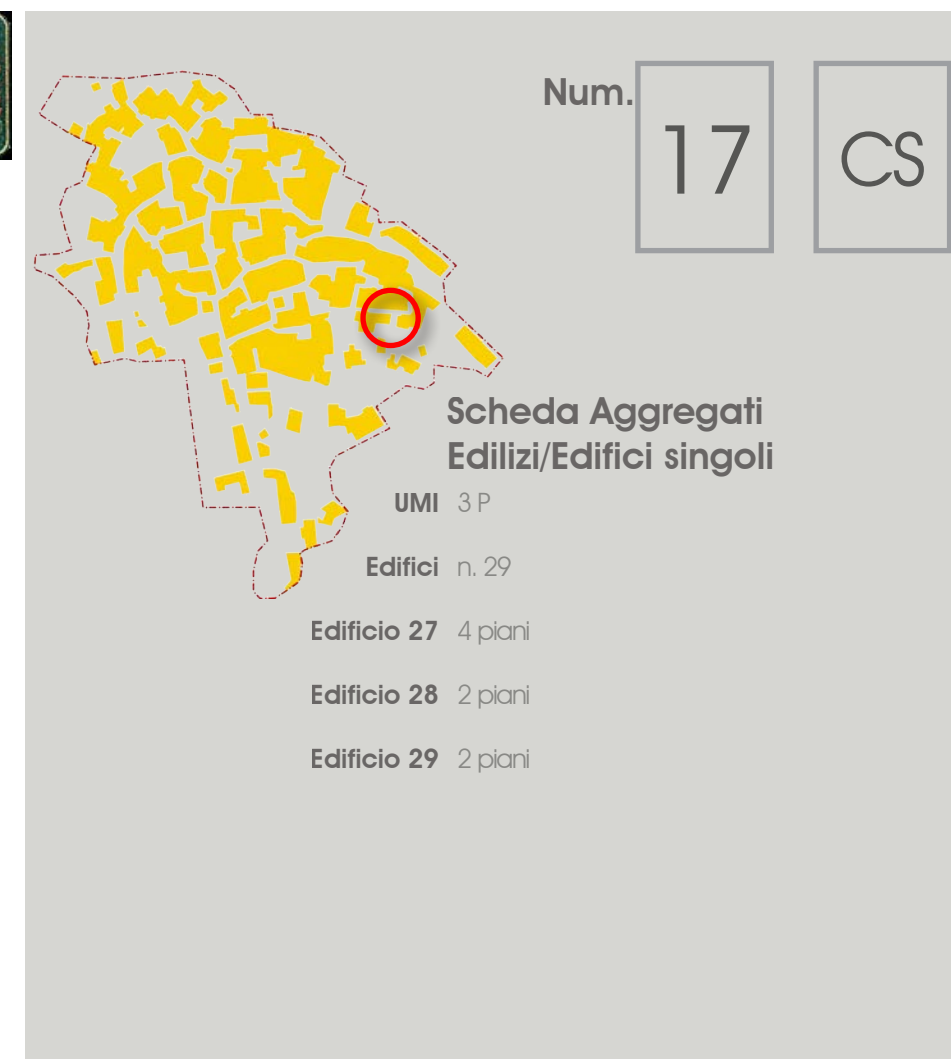 Num.
17
CS
Scheda Aggregati
Edilizi/Edifici singoli
UMI 3 P
Edifici n. 29
Edificio 27 4 piani
Edificio 28 2 piani
Edificio 29 2 piani